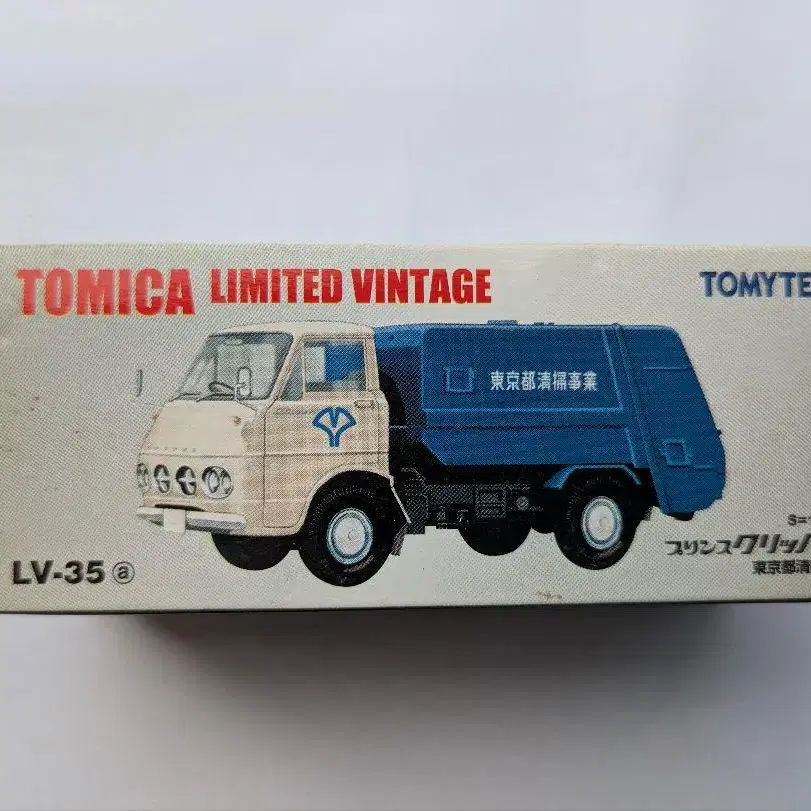 TOMICA LIMITED VINTAGE
TOMYTE
東京都清掃事業
S=
プリンスクリッパ
東京都清
LV-35 ⓐ